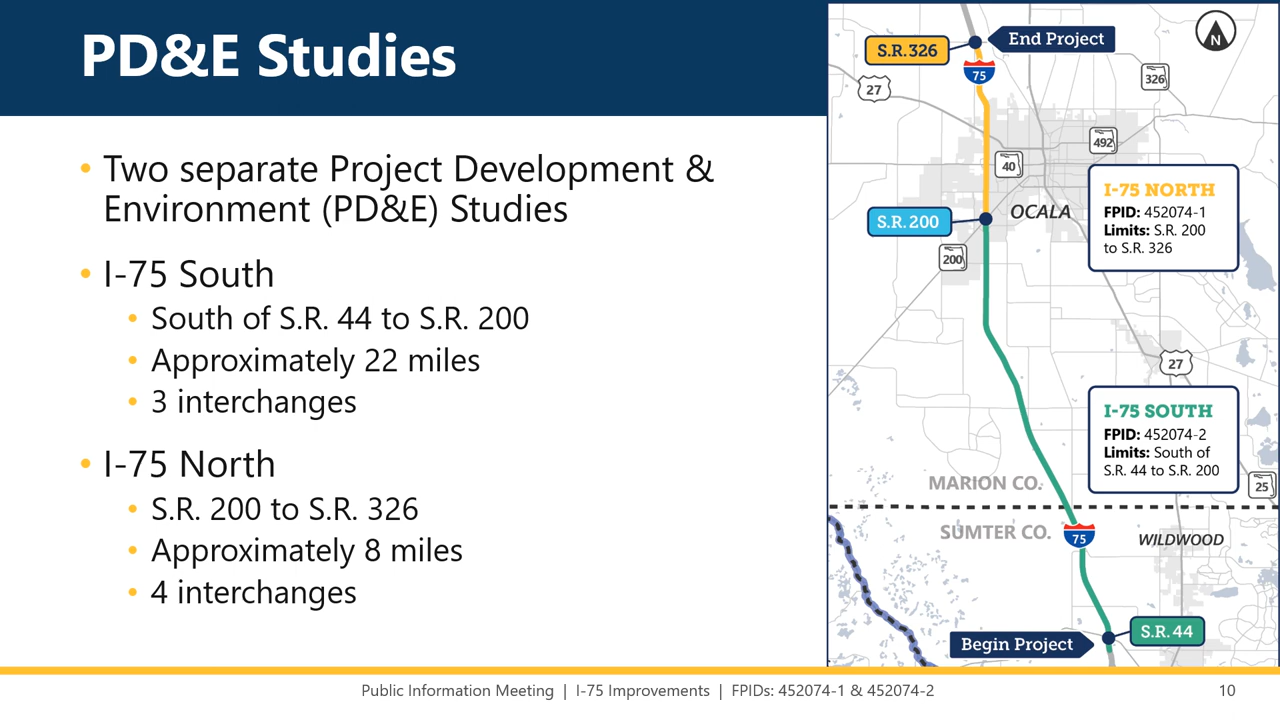 PD&E Studies
• Two separate Project Development &
Environment (PD&E) Studies
• I-75 South
• South of S.R. 44 to S.R. 200
• Approximately 22 miles
• 3 interchanges
• I-75 North
• S.R. 200 to S.R. 326
• Approximately 8 miles
• 4 interchanges
End Project
N
S.R. 326
75
326
27
492
40
I-75 NORTH
FPID: 452074-1
Limits: S.R. 200
to S.R. 326
S.R. 200
OCALA
200
27
I-75 SOUTH
FPID: 452074-2
Limits: South of
S.R. 44 to S.R. 200
25
MARION CO.
SUMTER CO.
75
WILDWOOD
S.R. 44
Begin Project
Public Information Meeting | I-75 Improvements | FPIDs: 452074-1 & 452074-2
10